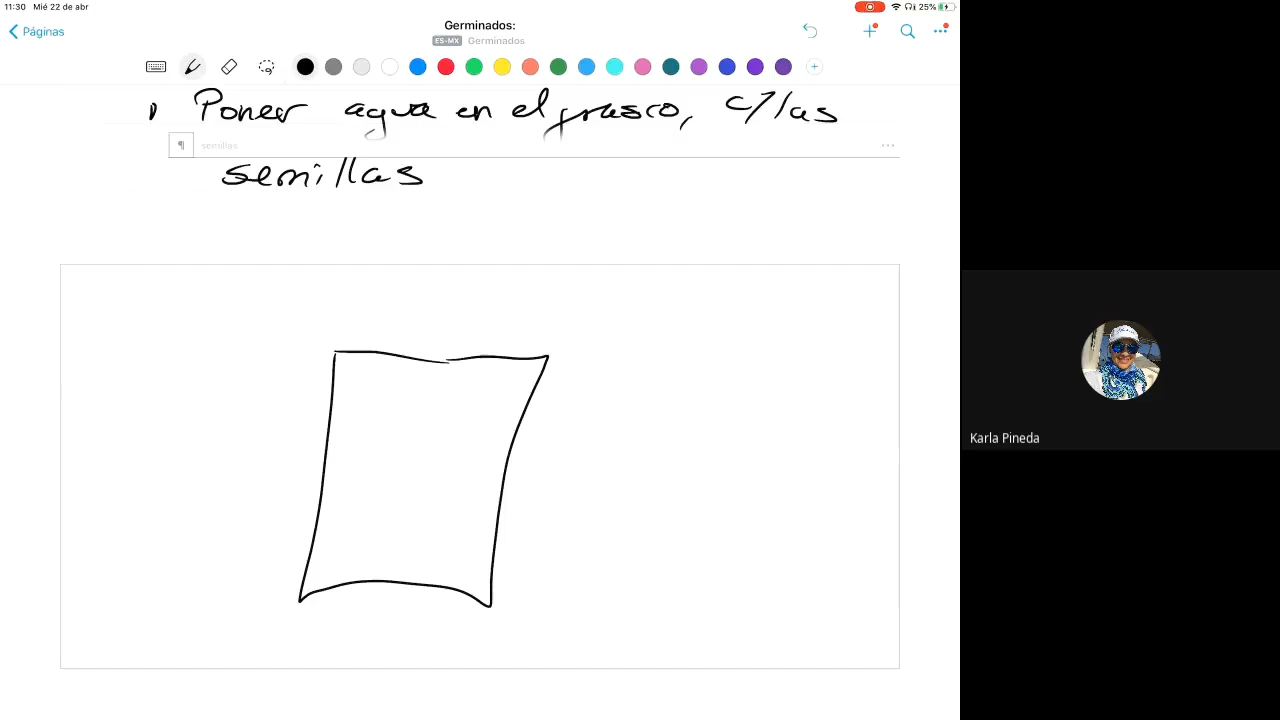 11:30 Mié 22 de abr 25%
Páginas
Germinados:
ES-MX Germinados
Poner agua en el frasco, c/las
¶ semillas
semillas
Karla Pineda